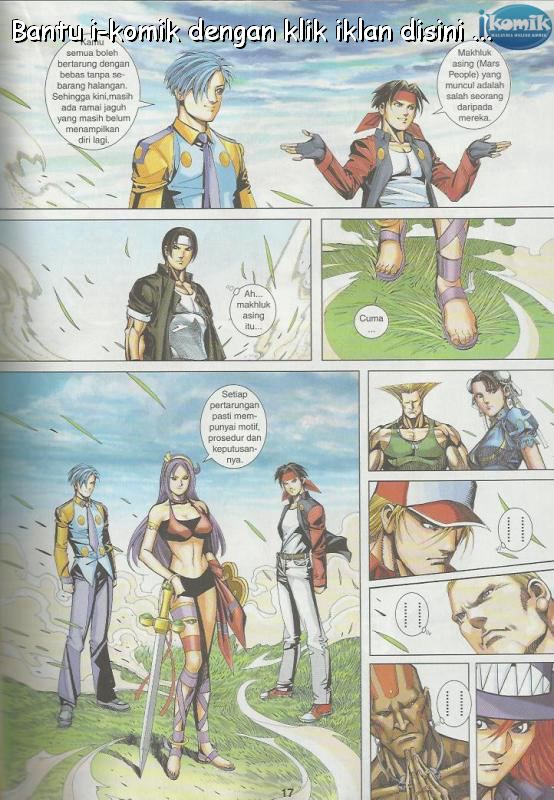 Bantu i-komik dengan klik iklan disini ...
ikomik
Kamu
semua boleh
bertarung dengan
bebas tanpa se-
barang halangan.
Sehingga kini,masih
ada ramai jaguh
yang masih belum
menampilkan
diri lagi.
Makhluk
asing (Mars
People) yang
muncul adalah
salah seorang
daripada
mereka.
Ah...
makhluk
asing
itu...
Cuma
...
Setiap
pertarungan
pasti mem-
punyai motif,
prosedur dan
keputusan-
nya.
17